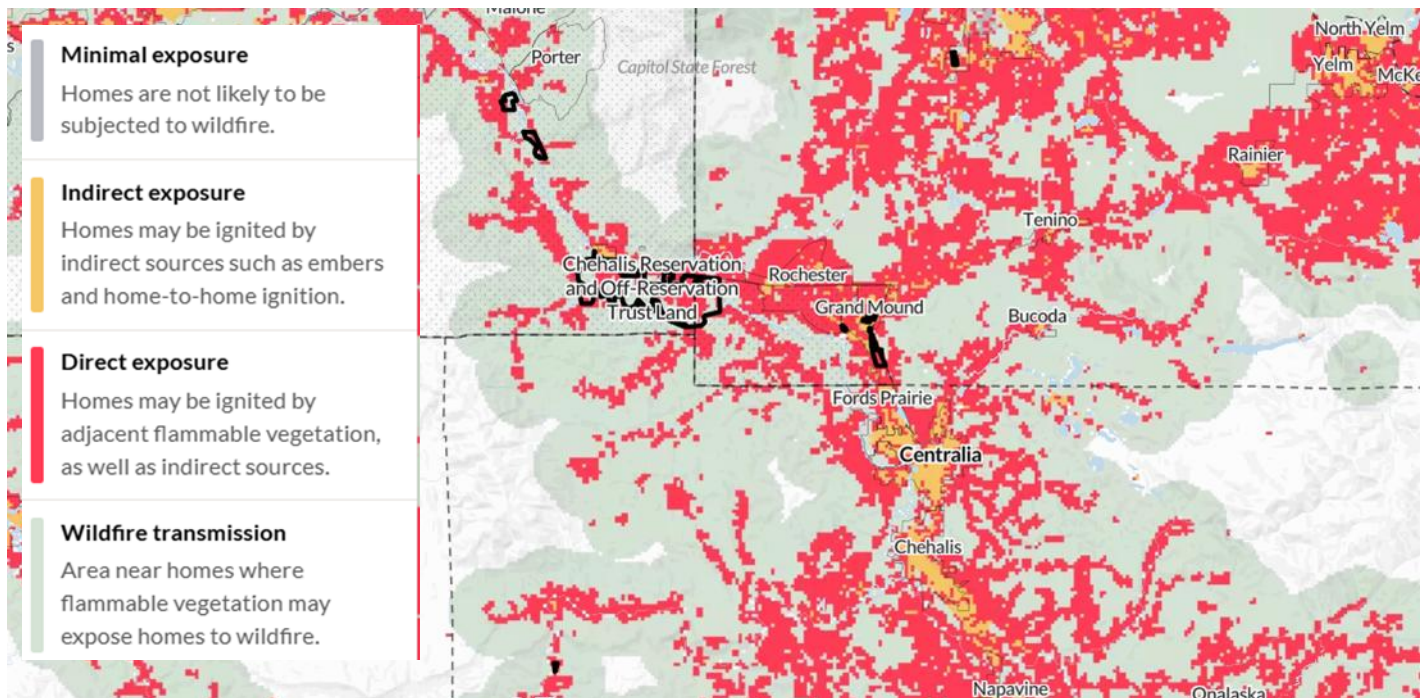 Minimal exposure
Homes are not likely to be
subjected to wildfire.
Indirect exposure
Homes may be ignited by
indirect sources such as embers
and home-to-home ignition.
Direct exposure
Homes may be ignited by
adjacent flammable vegetation,
as well as indirect sources.
Wildfire transmission
Area near homes where
flammable vegetation may
expose homes to wildfire.
Malone
Porter
Capitol State Forest
North Yelm
Yelm
McKe
Rainier
Tenino
Chehalis Reservation
and Off-Reservation
Trust Land
Rochester
Grand Mound
Bucoda
Fords Prairie
Centralia
Chehalis
Napavine
Onalaska